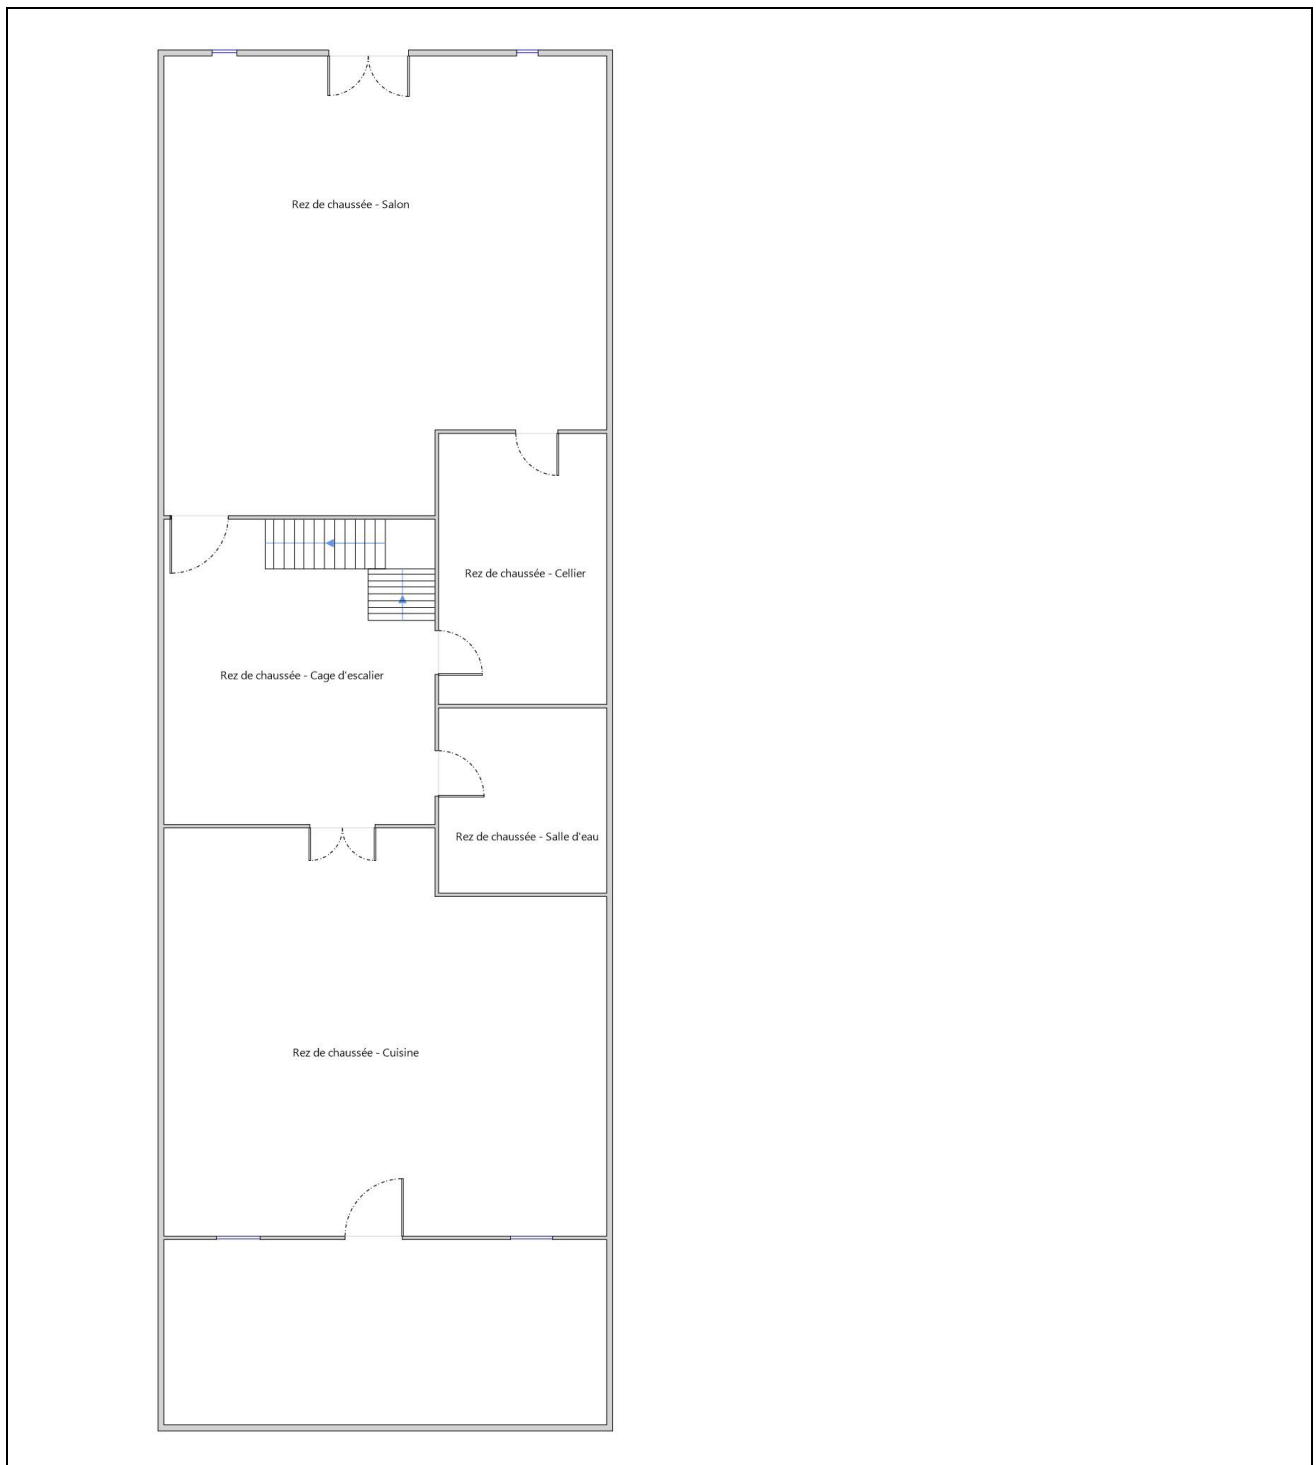 Rez de chaussée - Salon
Rez de chaussée - Cellier
Rez de chaussée - Cage d'escalier
Rez de chaussée - Salle d'eau
Rez de chaussée - Cuisine